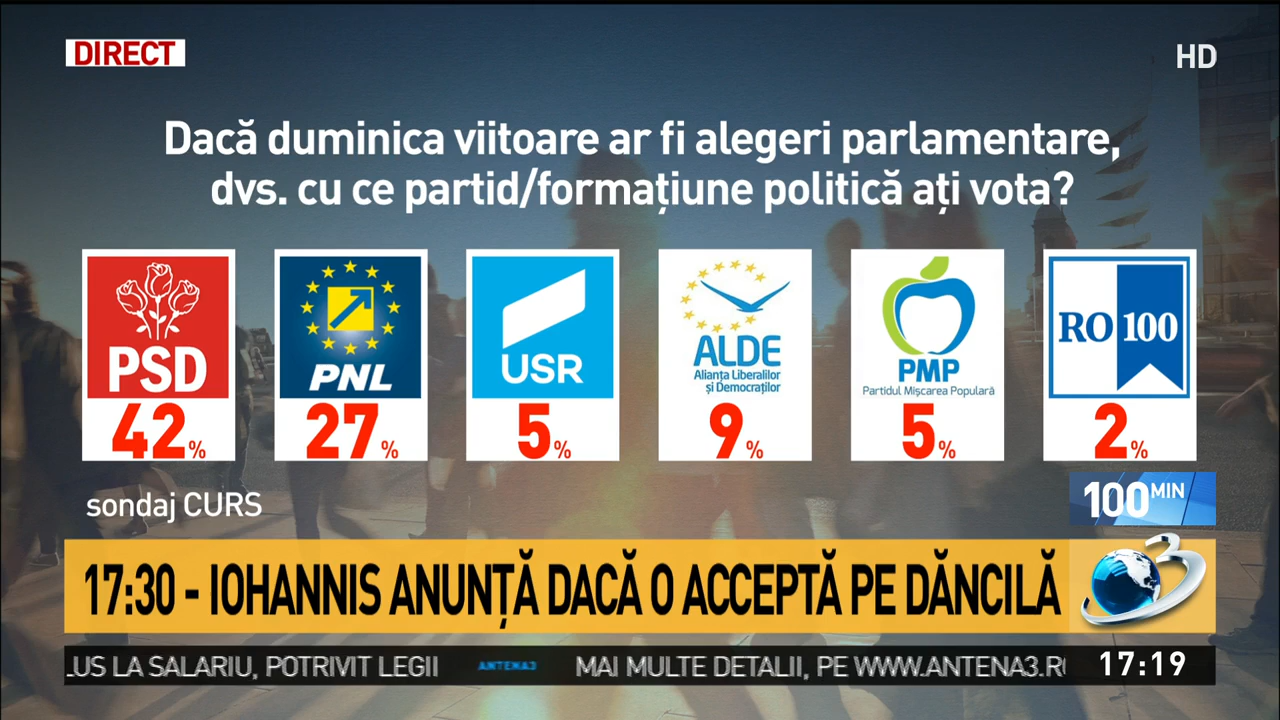 DIRECT
HD
Dacă duminica viitoare ar fi alegeri parlamentare,
dvs. cu ce partid/formațiune politică ați vota?
PSD
42%
PNL
27%
USR
5%
ALDE
Alianța Liberalilor
și Democraților
9%
PMP
Partidul Mișcarea Populară
5%
RO 100
2%
sondaj CURS
100 MIN
17:30 - IOHANNIS ANUNȚĂ DACĂ O ACCEPTĂ PE DĂNCILĂ
3
LUS LA SALARIU, POTRIVIT LEGII ANTENA3 MAI MULTE DETALII, PE WWW.ANTENA3.RO
17:19